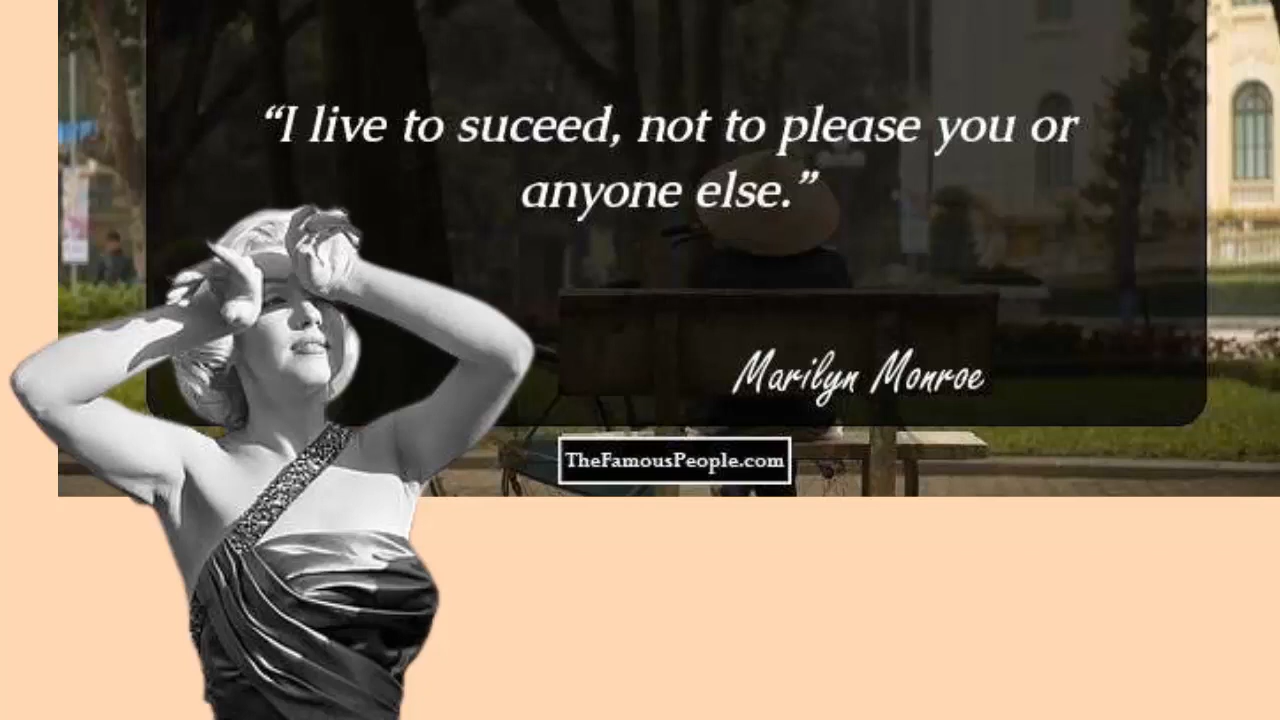 “I live to suceed, not to please you or
anyone else.”
Marilyn Monroe
TheFamousPeople.com